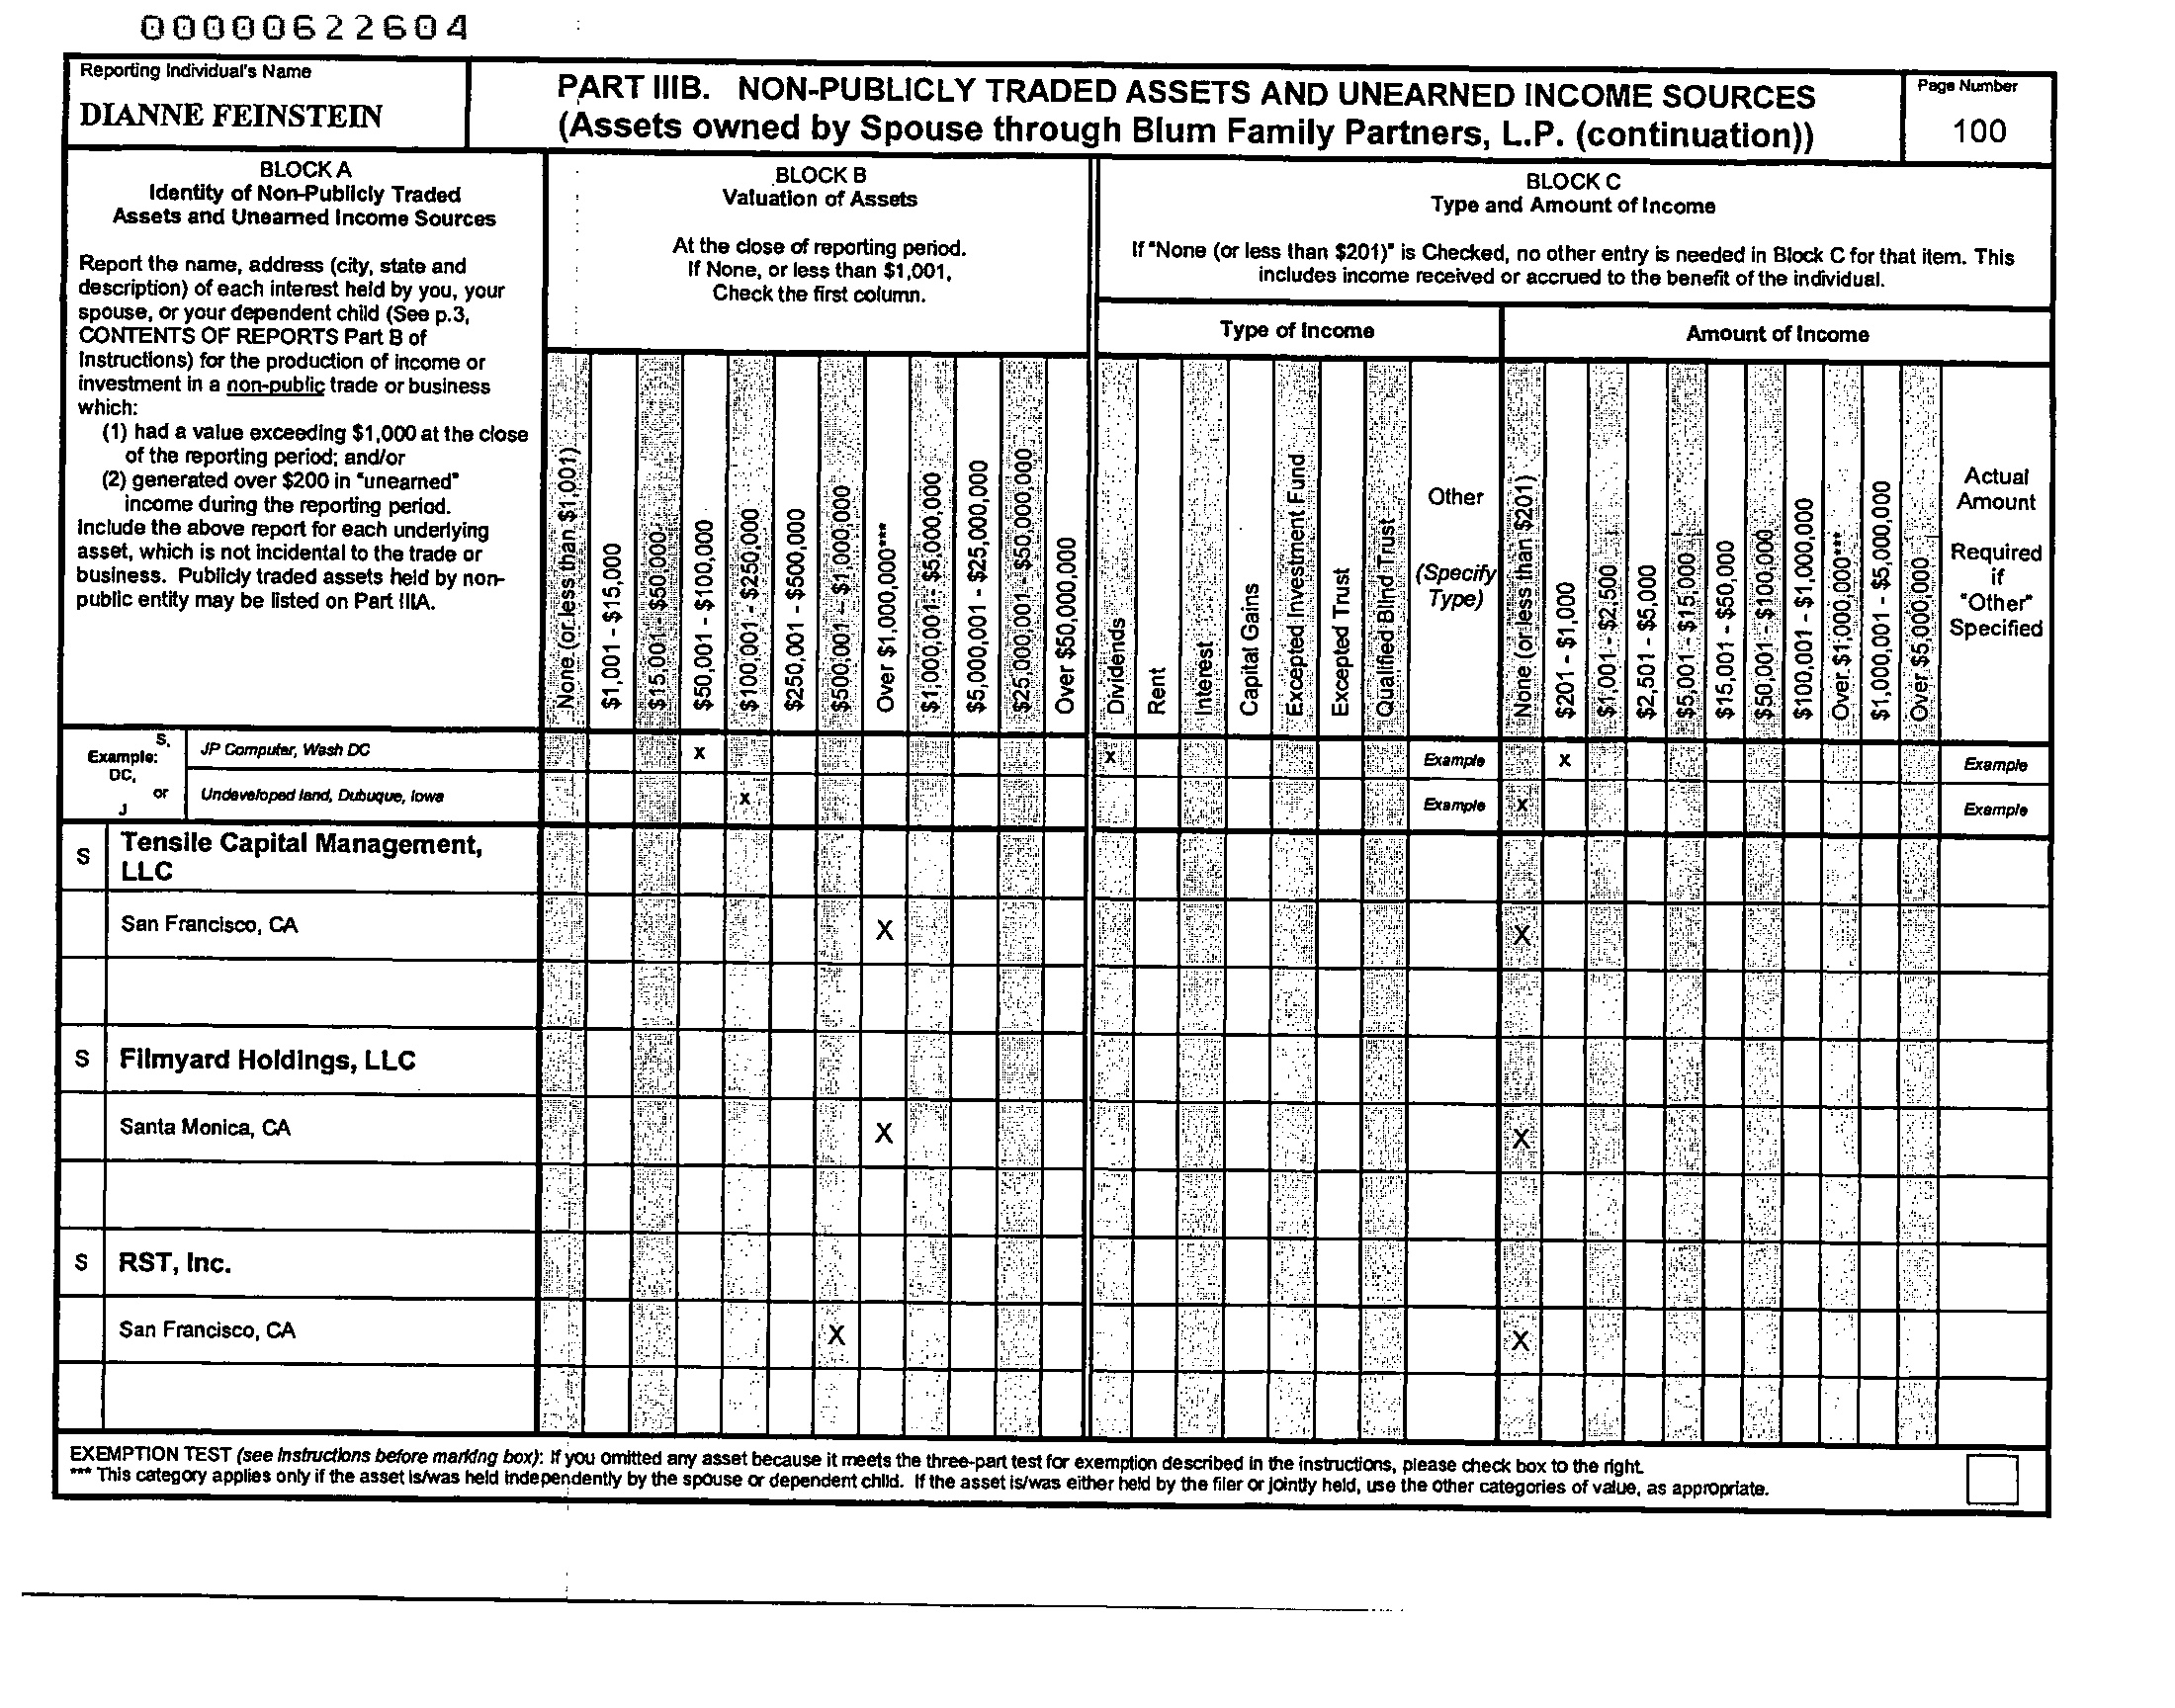 00000622604
Reporting Individual's Name
DIANNE FEINSTEIN
PART IIIB. NON-PUBLICLY TRADED ASSETS AND UNEARNED INCOME SOURCES
(Assets owned by Spouse through Blum Family Partners, L.P. (continuation))
Page Number
100
BLOCK A
Identity of Non-Publicly Traded
Assets and Unearned Income Sources
Report the name, address (city, state and
description) of each interest held by you, your
spouse, or your dependent child (See p.3,
CONTENTS OF REPORTS Part B of
Instructions) for the production of income or
investment in a non-public trade or business
which:
(1) had a value exceeding $1,000 at the close
of the reporting period; and/or
(2) generated over $200 in "unearned"
income during the reporting period.
Include the above report for each underlying
asset, which is not incidental to the trade or
business. Publicly traded assets held by non-
public entity may be listed on Part IIIA.
BLOCK B
Valuation of Assets
At the close of reporting period.
If None, or less than $1,001,
Check the first column.
BLOCK C
Type and Amount of Income
If "None (or less than $201)" is Checked, no other entry is needed in Block C for that item. This
includes income received or accrued to the benefit of the individual.
Type of Income
Amount of Income
None (or less than $1,001)
$1,001 - $15,000
$15,001 - $50,000
$50,001 - $100,000
$100,001 - $250,000
$250,001 - $500,000
$500,001 - $1,000,000
Over $1,000,000***
$1,000,001 - $5,000,000
$5,000,001 - $25,000,000
$25,000,001 - $50,000,000
Over $50,000,000
Dividends
Rent
Interest
Capital Gains
Excepted Investment Fund
Excepted Trust
Qualified Blind Trust
Other
(Specify
Type)
None (or less than $201)
$201 - $1,000
$1,001 - $2,500
$2,501 - $5,000
$5,001 - $15,000
$15,001 - $50,000
$50,001 - $100,000
$100,001 - $1,000,000
Over $1,000,000***
$1,000,001 - $5,000,000
Over $5,000,000
Actual
Amount
Required
if
"Other"
Specified
S,
Example:
DC,
or
J
JP Computer, Wash DC x x Example x Example
Undeveloped land, Dubuque, Iowa x Example x Example
S Tensile Capital Management,
LLC
San Francisco, CA X X
S Filmyard Holdings, LLC
Santa Monica, CA X X
S RST, Inc.
San Francisco, CA X X
EXEMPTION TEST (see instructions before marking box): If you omitted any asset because it meets the three-part test for exemption described in the instructions, please check box to the right.
*** This category applies only if the asset is/was held independently by the spouse or dependent child. If the asset is/was either held by the filer or jointly held, use the other categories of value, as appropriate.